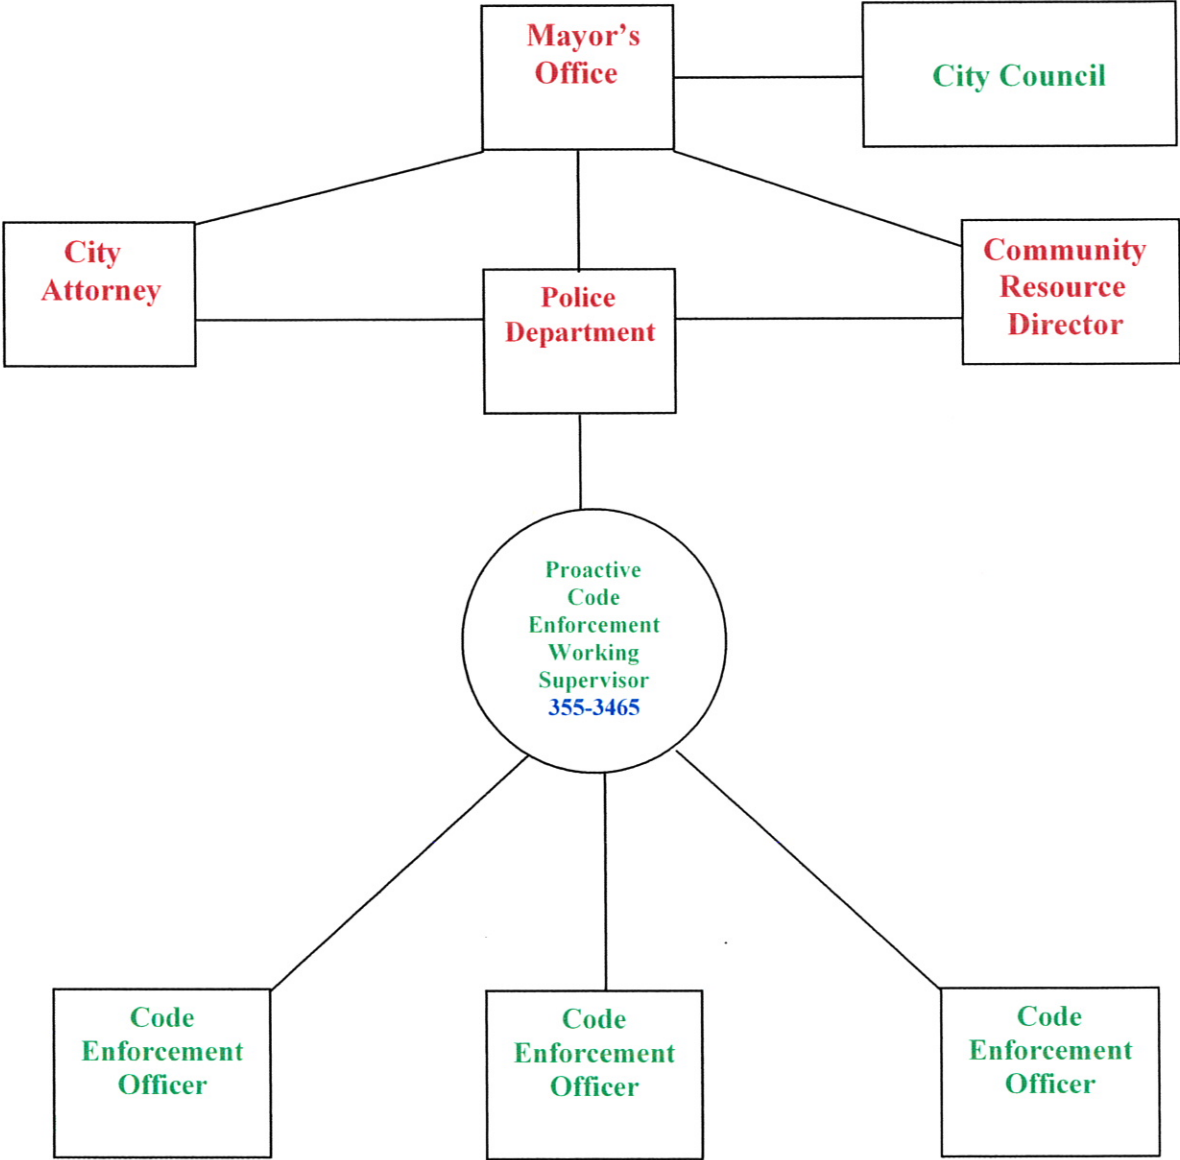 Mayor's
Office
City Council
City
Attorney
Police
Department
Community
Resource
Director
Proactive
Code
Enforcement
Working
Supervisor
355-3465
Code
Enforcement
Officer
Code
Enforcement
Officer
Code
Enforcement
Officer